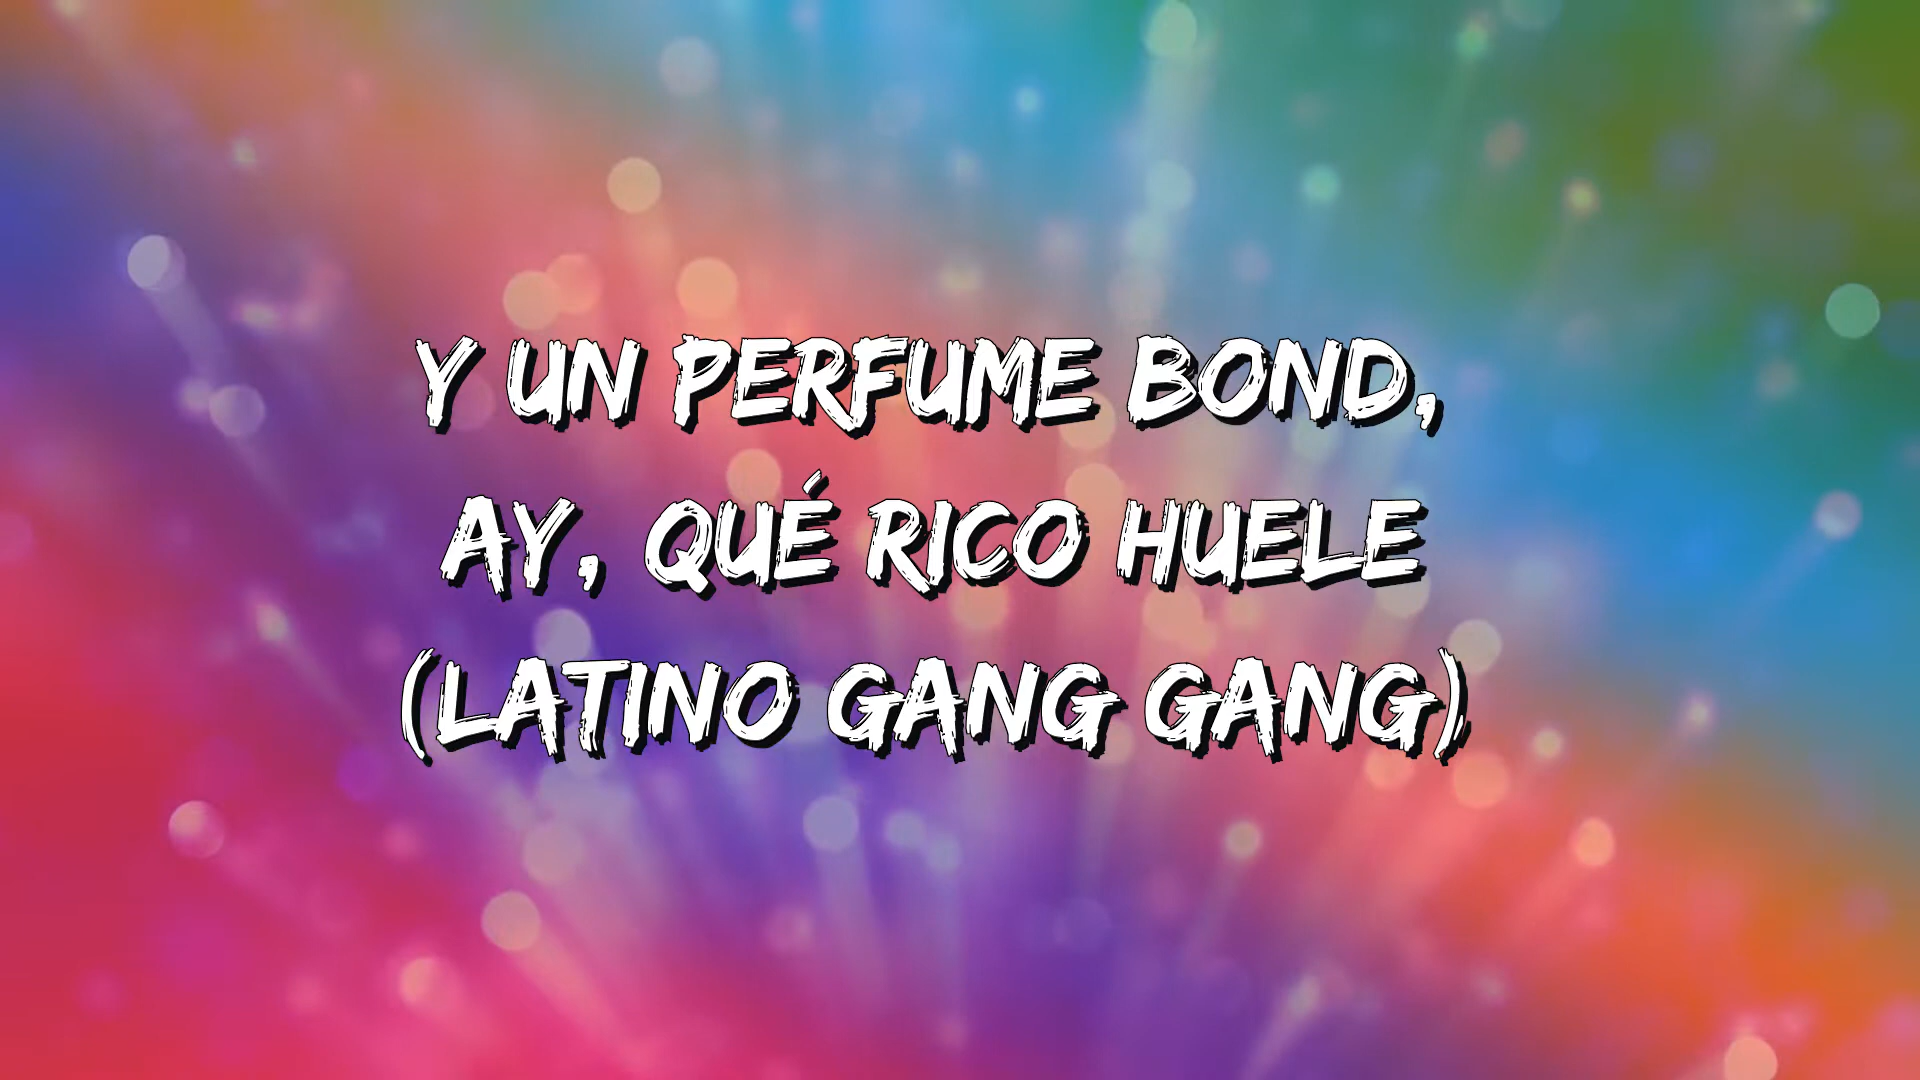 Y UN PERFUME BOND,
AY, QUÉ RICO HUELE
(LATINO GANG GANG)